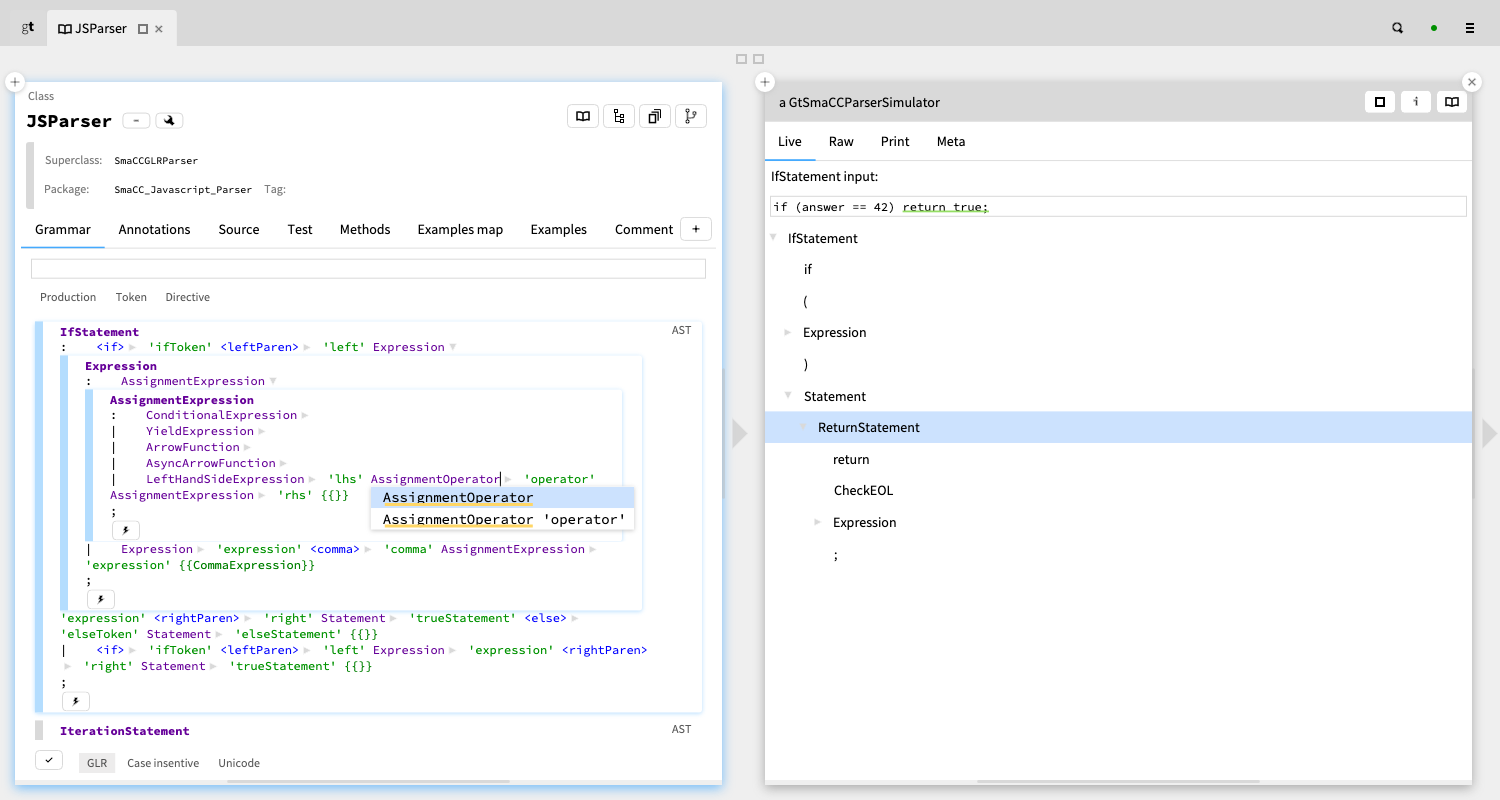 gt JSParser
Class
JSParser
Superclass: SmaCCGLRParser
Package: SmaCC_Javascript_Parser Tag:
Grammar Annotations Source Test Methods Examples map Examples Comment +
Production Token Directive
IfStatement AST
: <if> 'ifToken' <leftParen> 'left' Expression
Expression
: AssignmentExpression
AssignmentExpression
: ConditionalExpression
| YieldExpression
| ArrowFunction
| AsyncArrowFunction
| LeftHandSideExpression 'lhs' AssignmentOperator 'operator'
AssignmentExpression 'rhs' {{}}
;
AssignmentOperator
AssignmentOperator 'operator'
| Expression 'expression' <comma> 'comma' AssignmentExpression
'expression' {{CommaExpression}}
;
'expression' <rightParen> 'right' Statement 'trueStatement' <else>
'elseToken' Statement 'elseStatement' {{}}
| <if> 'ifToken' <leftParen> 'left' Expression 'expression' <rightParen>
'right' Statement 'trueStatement' {{}}
;
IterationStatement AST
GLR Case insentive Unicode
a GtSmaCCParserSimulator
Live Raw Print Meta
IfStatement input:
if (answer == 42) return true;
IfStatement
if
(
Expression
)
Statement
ReturnStatement
return
CheckEOL
Expression
;